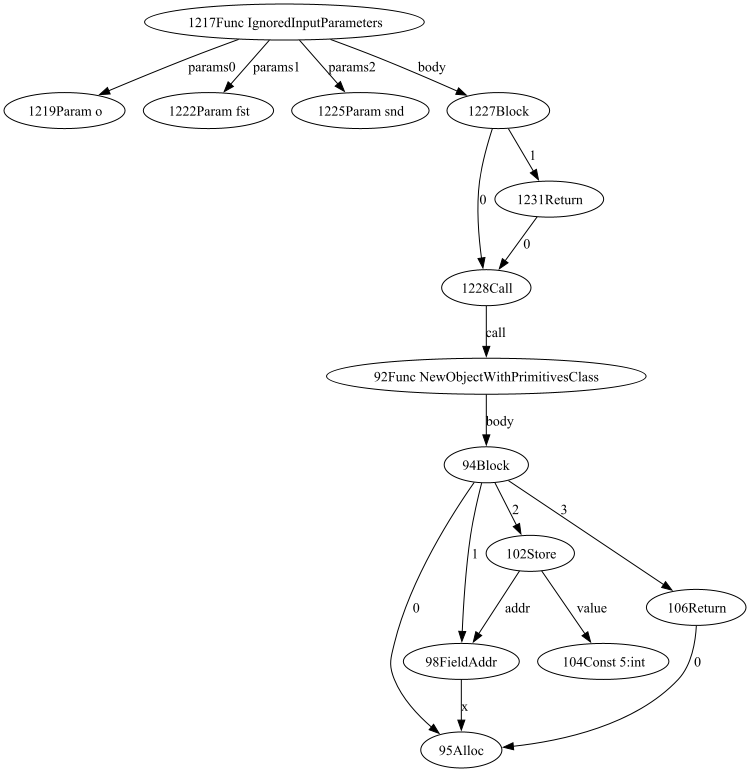 1217Func IgnoredInputParameters
params0 params1 params2 body
1219Param o 1222Param fst 1225Param snd 1227Block
1
0 1231Return
0
1228Call
call
92Func NewObjectWithPrimitivesClass
body
94Block
2 3
1 102Store
0 addr value 106Return
98FieldAddr 104Const 5:int 0
x
95Alloc